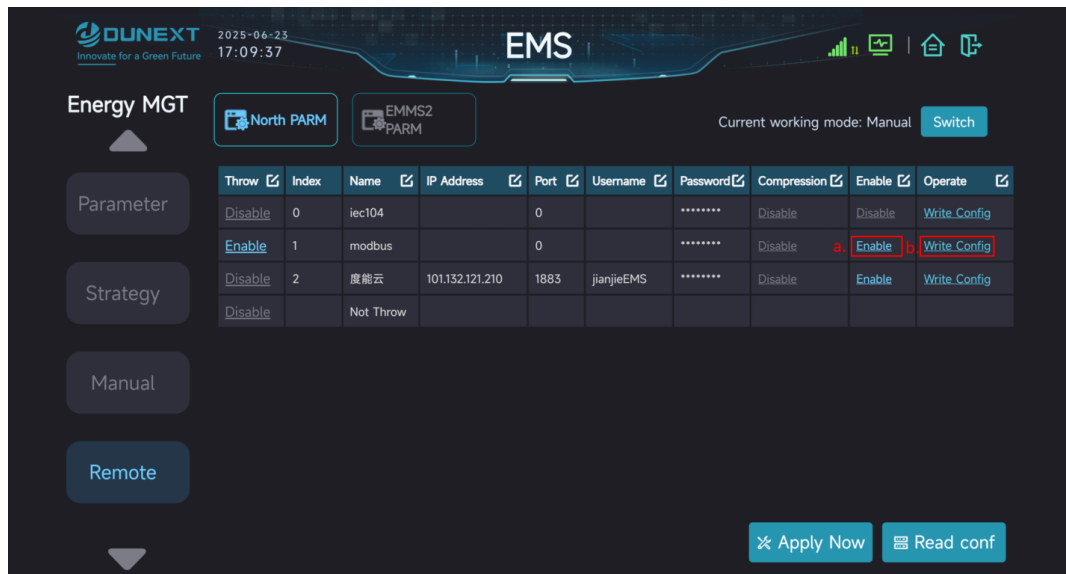 DUNEXT
Innovate for a Green Future
2025-06-23
17:09:37
EMS
Energy MGT
North PARM
EMMS2
PARM
Current working mode: Manual
Switch
Parameter
Strategy
Manual
Remote
Throw Index Name IP Address Port Username Password Compression Enable Operate
Disable 0 iec104 0 ******** Disable Disable Write Config
Enable 1 modbus 0 ******** Disable a. Enable b. Write Config
Disable 2 度能云 101.132.121.210 1883 jianjieEMS ******** Disable Enable Write Config
Disable Not Throw
Apply Now
Read conf